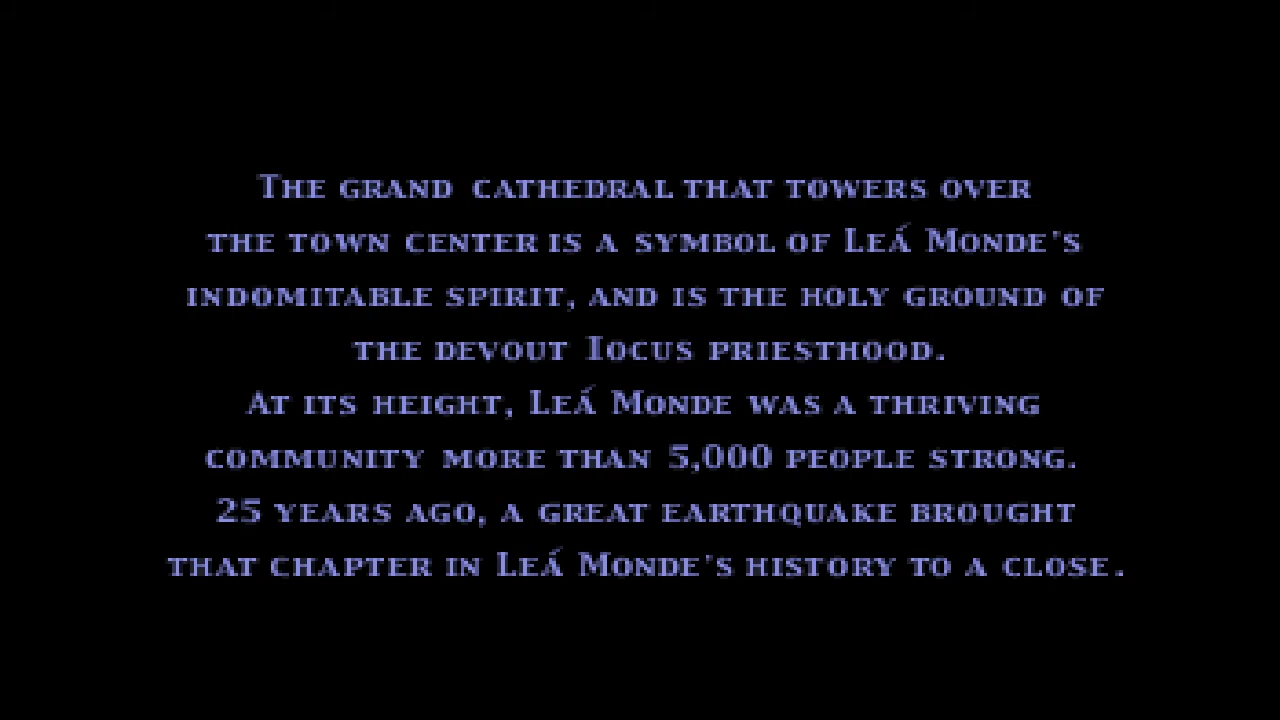 The grand cathedral that towers over
the town center is a symbol of Leá Monde's
indomitable spirit, and is the holy ground of
the devout Iocus priesthood.
At its height, Leá Monde was a thriving
community more than 5,000 people strong.
25 years ago, a great earthquake brought
that chapter in Leá Monde's history to a close.